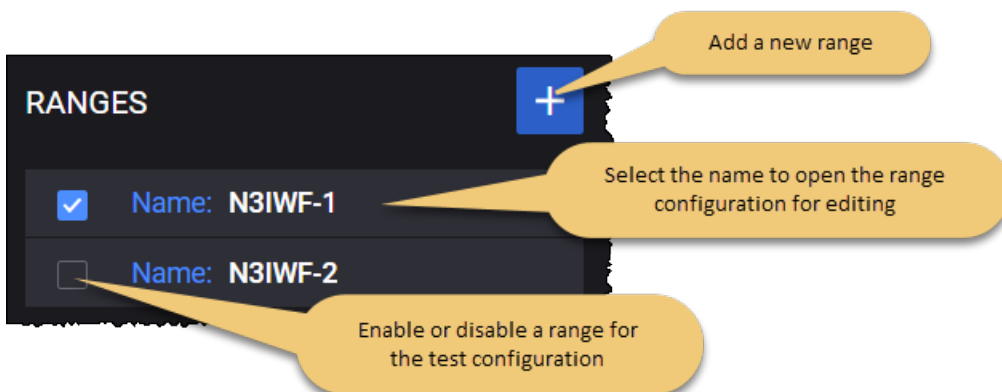 Add a new range
RANGES
+
Select the name to open the range
configuration for editing
Name: N3IWF-1
Name: N3IWF-2
Enable or disable a range for
the test configuration